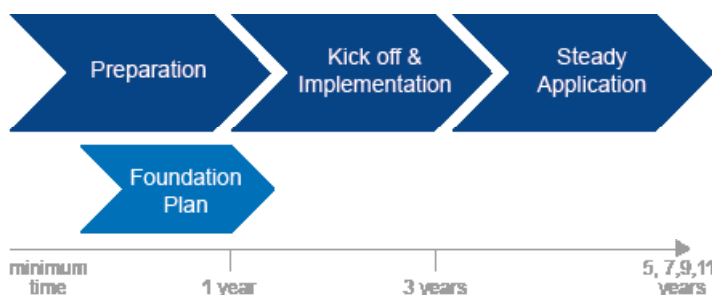 Preparation
Kick off &
Implementation
Steady
Application
Foundation
Plan
minimum
time
1 year
3 years
5, 7,9,11
years